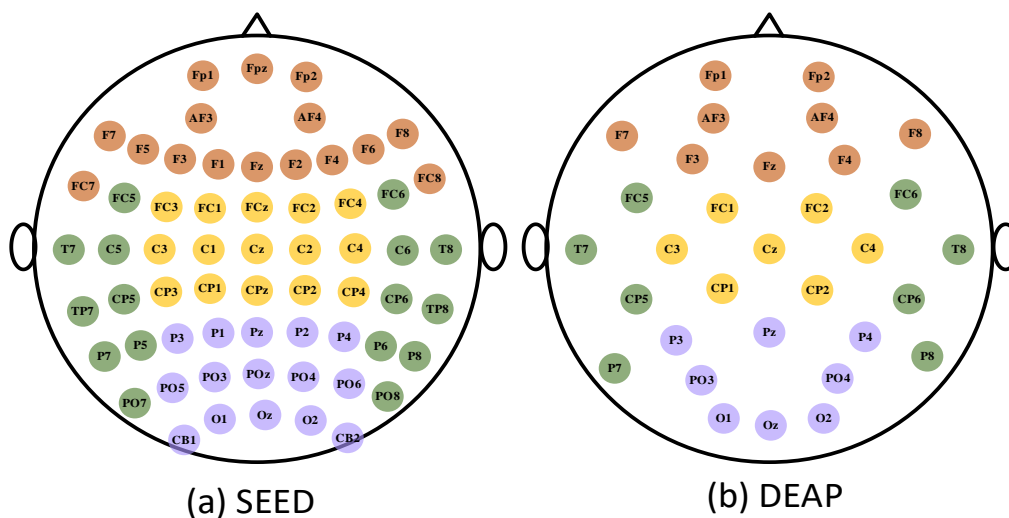 Fp1 Fpz Fp2
AF3 AF4
F7 F5 F3 F1 Fz F2 F4 F6 F8
FC7 FC5 FC3 FC1 FCz FC2 FC4 FC6 FC8
T7 C5 C3 C1 Cz C2 C4 C6 T8
TP7 CP5 CP3 CP1 CPz CP2 CP4 CP6 TP8
P7 P5 P3 P1 Pz P2 P4 P6 P8
PO7 PO5 PO3 POz PO4 PO6 PO8
CB1 O1 Oz O2 CB2
(a) SEED
Fp1 Fp2
AF3 AF4
F7 F3 Fz F4 F8
FC5 FC1 FC2 FC6
T7 C3 Cz C4 T8
CP5 CP1 CP2 CP6
P7 P3 Pz P4 P8
PO3 PO4
O1 Oz O2
(b) DEAP